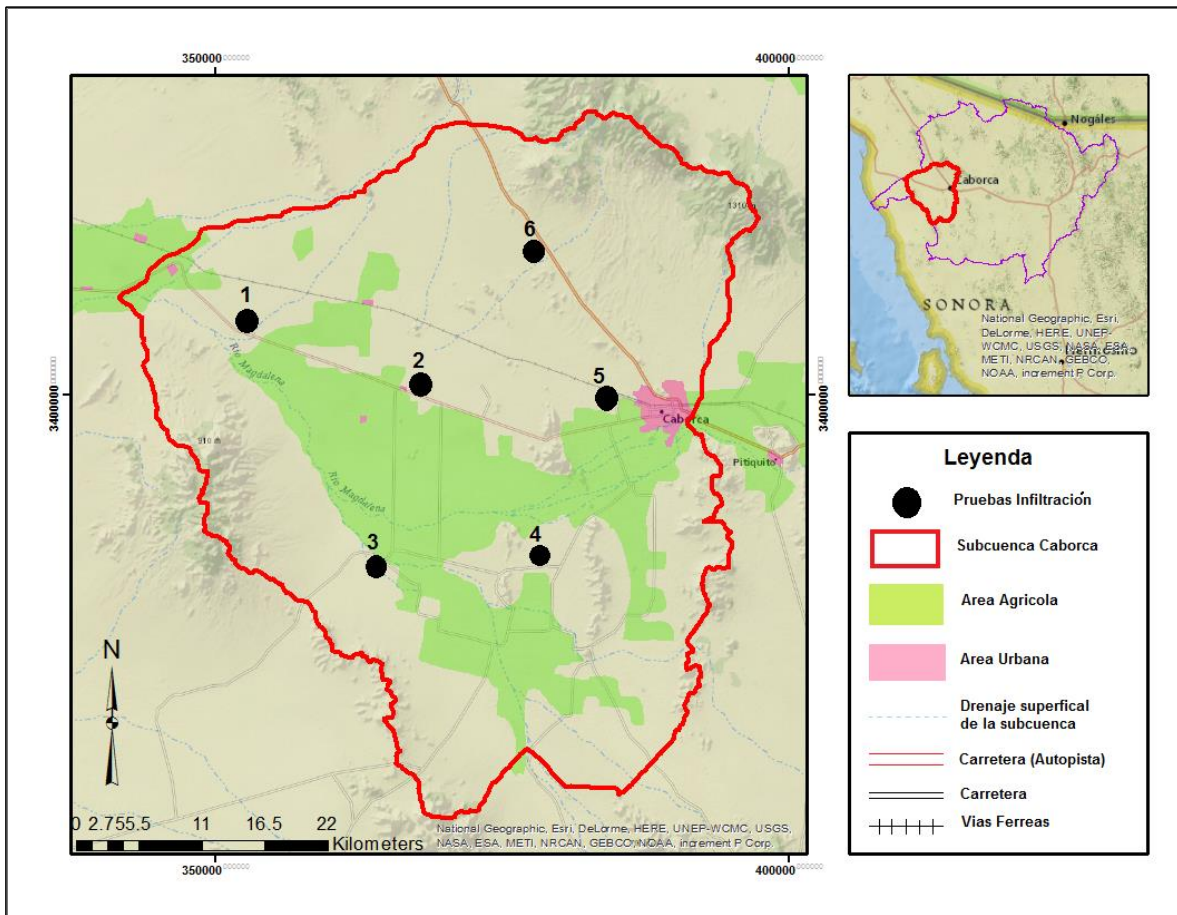 350000
400000
3400000
1310 m
6
1
2
5
Rio Magdalena
Caborca
Pitiquito
910 m
Rio Magdalena
3
4
N
0 2.75 5.5 11 16.5 22
Kilometers
National Geographic, Esri, DeLorme, HERE, UNEP-WCMC, USGS,
NASA, ESA, METI, NRCAN, GEBCO, NOAA, increment P Corp.
3400000
350000
400000
Nogáles
Caborca
SONORA
National Geographic, Esri,
DeLorme, HERE, UNEP-
WCMC, USGS, NASA, ESA,
METI, NRCAN, GEBCO,
NOAA, increment P Corp.
Leyenda
Pruebas Infiltración
Subcuenca Caborca
Area Agricola
Area Urbana
Drenaje superfical
de la subcuenca
Carretera (Autopista)
Carretera
Vias Ferreas